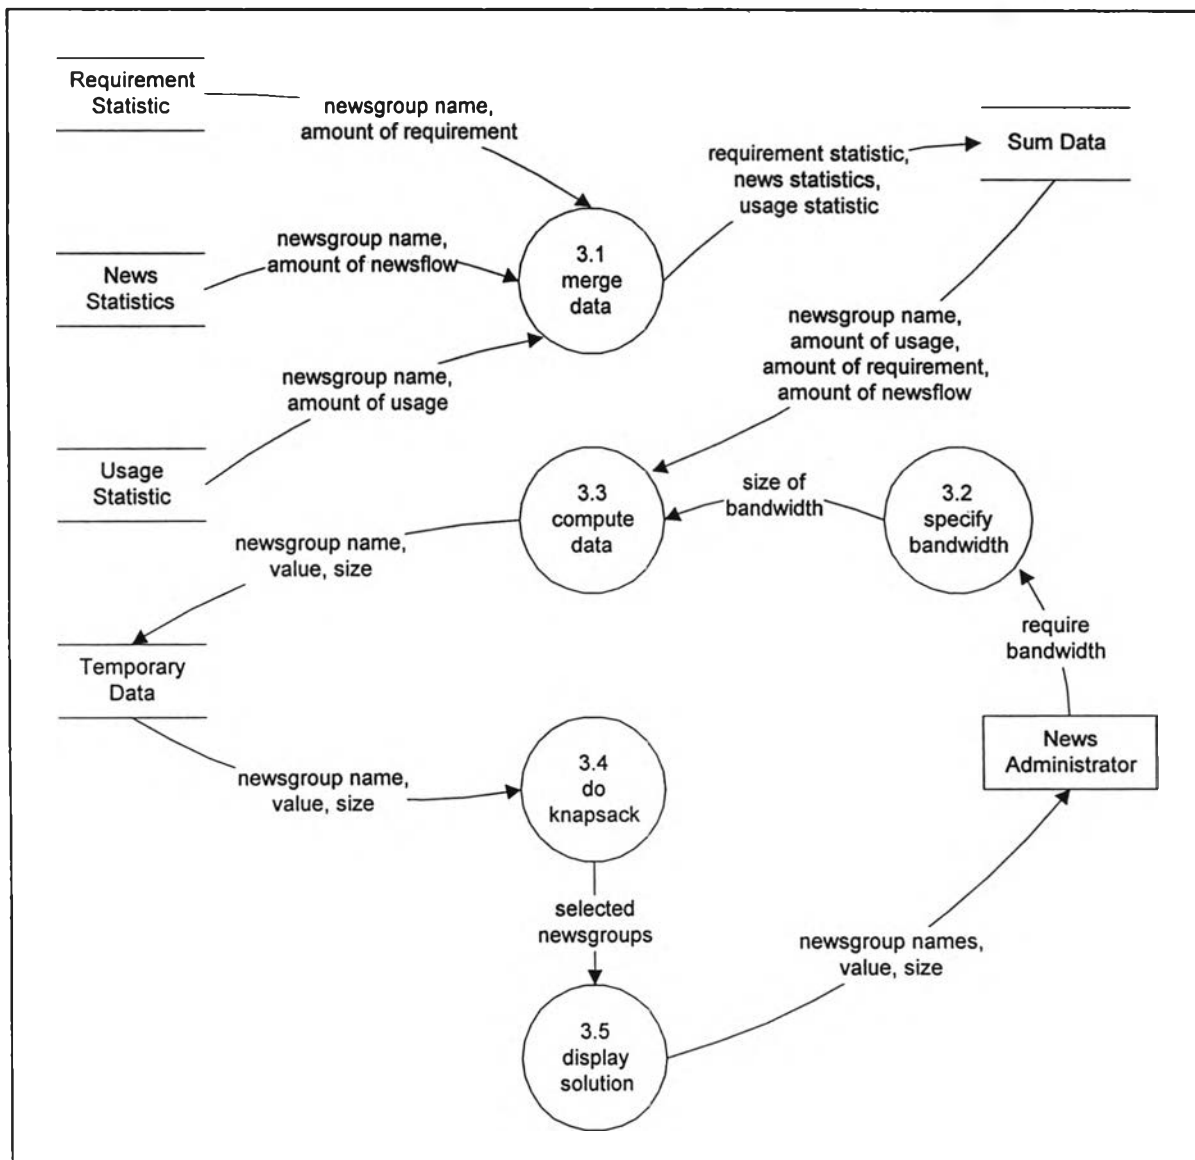 Requirement
Statistic
newsgroup name,
amount of requirement
requirement statistic,
news statistics,
usage statistic
Sum Data
News
Statistics
newsgroup name,
amount of newsflow
3.1
merge
data
newsgroup name,
amount of usage
newsgroup name,
amount of usage,
amount of requirement,
amount of newsflow
Usage
Statistic
3.3
compute
data
size of
bandwidth
3.2
specify
bandwidth
newsgroup name,
value, size
require
bandwidth
Temporary
Data
newsgroup name,
value, size
3.4
do
knapsack
News
Administrator
selected
newsgroups
newsgroup names,
value, size
3.5
display
solution